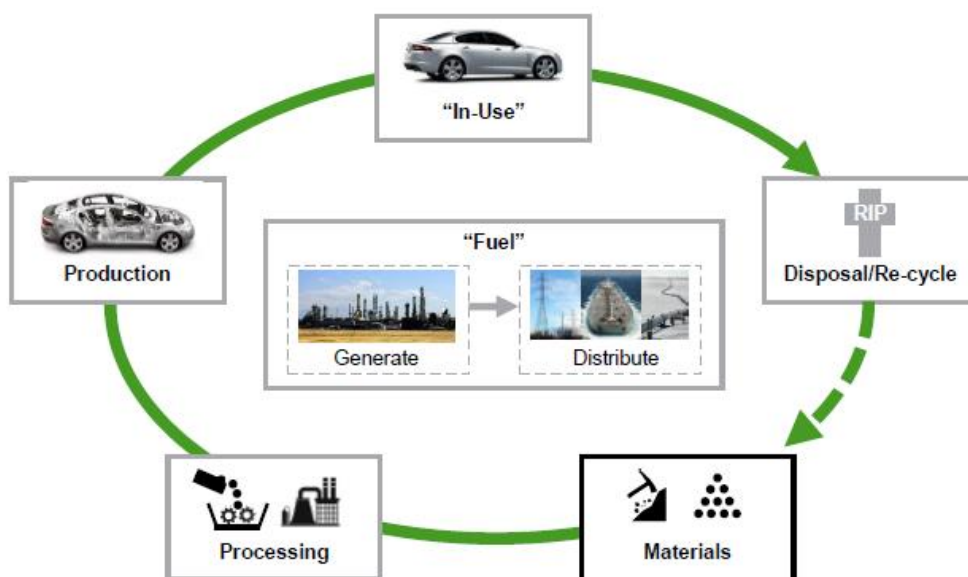 “In-Use”
Production
RIP
Disposal/Re-cycle
“Fuel”
Generate
Distribute
Processing
Materials